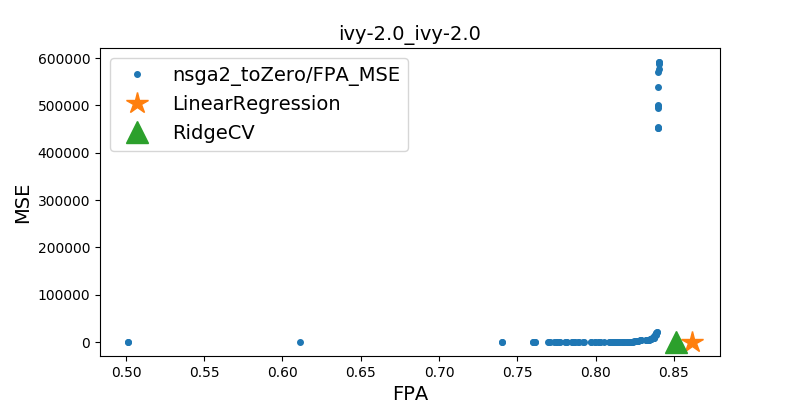 ivy-2.0_ivy-2.0
nsga2_toZero/FPA_MSE
LinearRegression
RidgeCV
MSE
600000
500000
400000
300000
200000
100000
0
0.50 0.55 0.60 0.65 0.70 0.75 0.80 0.85
FPA